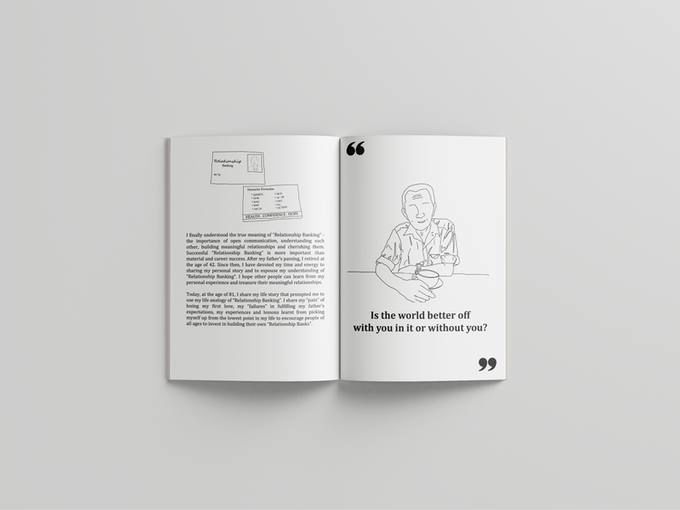 Relationship
Banking
HEALTH CONFIDENCE HOPE
I finally understood the true meaning of "Relationship Banking" -
the importance of open communication, understanding each
other, building meaningful relationships and cherishing them.
Successful "Relationship Banking" is more important than
material and career success. After my father's passing, I retired at
the age of 42. Since then, I have devoted my time and energy to
sharing my personal story and to espouse my understanding of
"Relationship Banking". I hope other people can learn from my
personal experience and treasure their meaningful relationships.
Today, at the age of 81, I share my life story that prompted me to
use my life analogy of "Relationship Banking". I share my "pain" of
losing my first love, my "failures" in fulfilling my father's
expectations, my experiences and lessons learnt from picking
myself up from the lowest point in my life to encourage people of
all ages to invest in building their own "Relationship Banks".
“
Is the world better off
with you in it or without you?
”